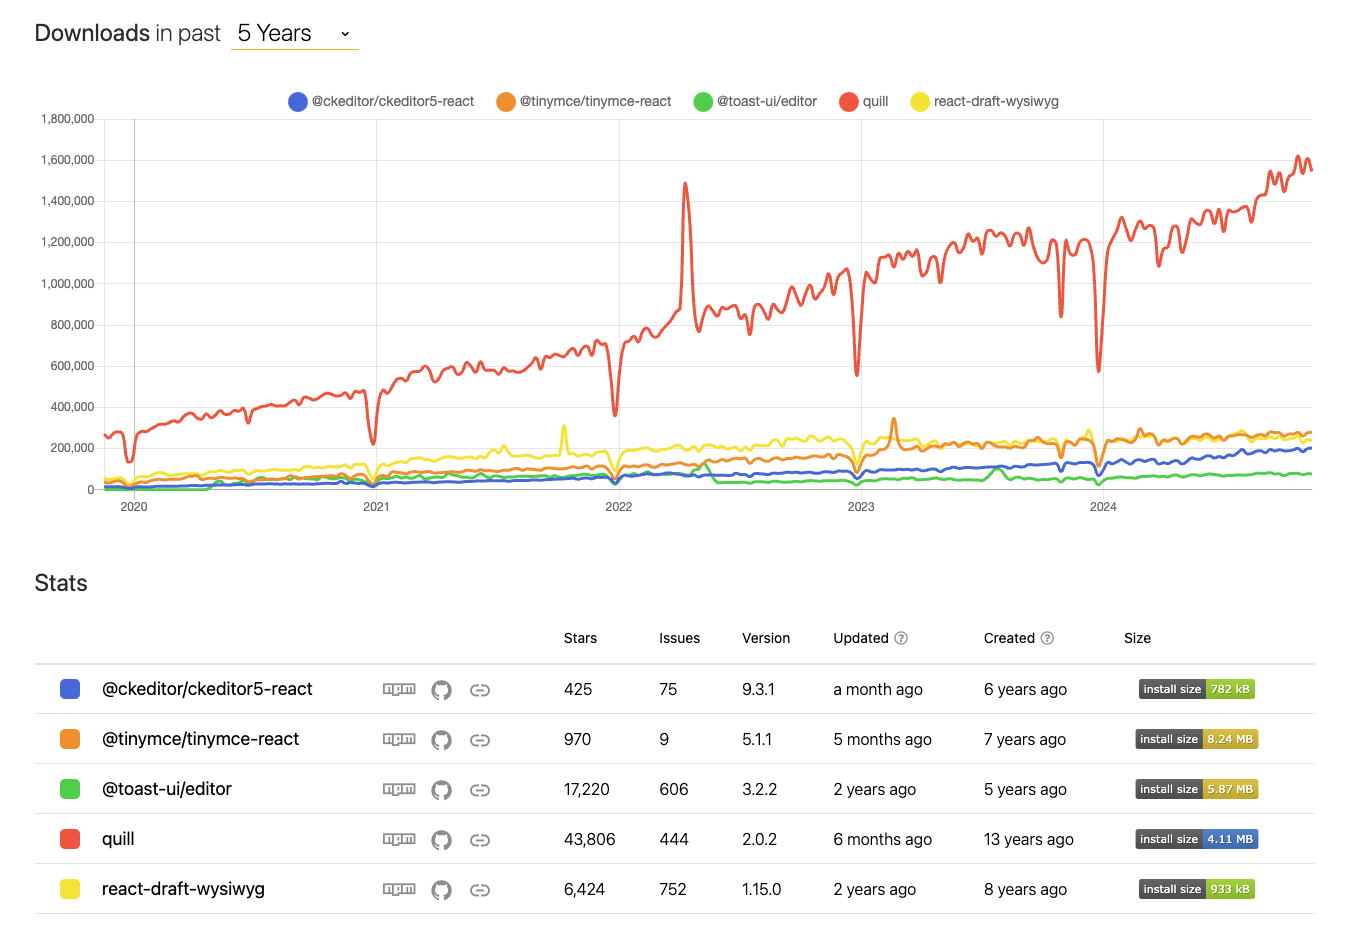 Downloads in past 5 Years
@ckeditor/ckeditor5-react @tinymce/tinymce-react @toast-ui/editor quill react-draft-wysiwyg
1,800,000
1,600,000
1,400,000
1,200,000
1,000,000
800,000
600,000
400,000
200,000
0
2020 2021 2022 2023 2024
Stats
Stars Issues Version Updated ? Created ? Size
@ckeditor/ckeditor5-react npm 425 75 9.3.1 a month ago 6 years ago install size 782 kB
@tinymce/tinymce-react npm 970 9 5.1.1 5 months ago 7 years ago install size 8.24 MB
@toast-ui/editor npm 17,220 606 3.2.2 2 years ago 5 years ago install size 5.87 MB
quill npm 43,806 444 2.0.2 6 months ago 13 years ago install size 4.11 MB
react-draft-wysiwyg npm 6,424 752 1.15.0 2 years ago 8 years ago install size 933 kB